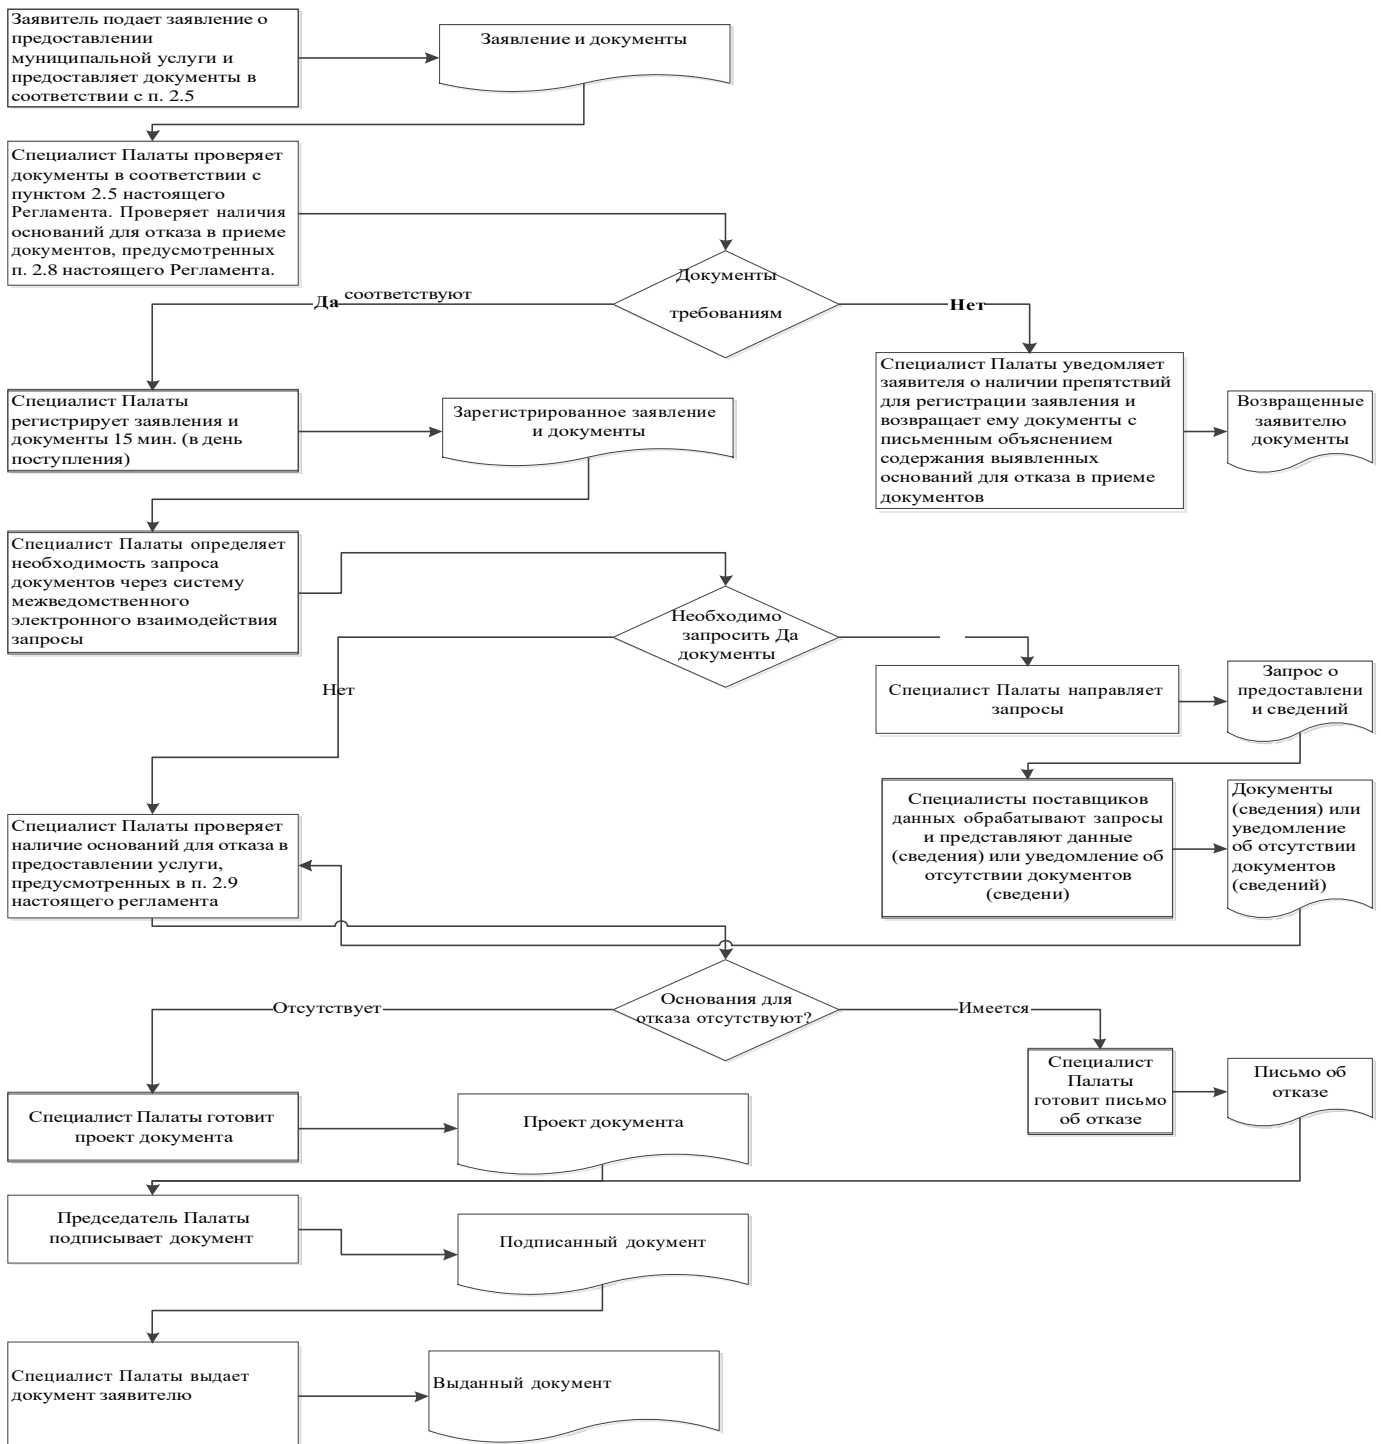 Заявитель подает заявление о
предоставлении
муниципальной услуги и
предоставляет документы в
соответствии с п. 2.5
Заявление и документы
Специалист Палаты проверяет
документы в соответствии с
пунктом 2.5 настоящего
Регламента. Проверяет наличия
оснований для отказа в приеме
документов, предусмотренных
п. 2.8 настоящего Регламента.
Документы
требованиям
Да
соответствуют
Нет
Специалист Палаты уведомляет
заявителя о наличии препятствий
для регистрации заявления и
возвращает ему документы с
письменным объяснением
содержания выявленных
оснований для отказа в приеме
документов
Возвращенные
заявителю
документы
Специалист Палаты
регистрирует заявления и
документы 15 мин. (в день
поступления)
Зарегистрированное заявление
и документы
Специалист Палаты определяет
необходимость запроса
документов через систему
межведомственного
электронного взаимодействия
запросы
Необходимо
запросить Да
документы
Нет
Специалист Палаты направляет
запросы
Запрос о
предоставлени
и сведений
Специалисты поставщиков
данных обрабатывают запросы
и представляют данные
(сведения) или уведомление об
отсутствии документов
(сведени)
Документы
(сведения) или
уведомление
об отсутствии
документов
(сведений)
Специалист Палаты проверяет
наличие оснований для отказа в
предоставлении услуги,
предусмотренных в п. 2.9
настоящего регламента
Основания для
отказа отсутствуют?
Отсутствует
Имеется
Специалист
Палаты
готовит письмо
об отказе
Письмо об
отказе
Специалист Палаты готовит
проект документа
Проект документа
Председатель Палаты
подписывает документ
Подписанный документ
Специалист Палаты выдает
документ заявителю
Выданный документ